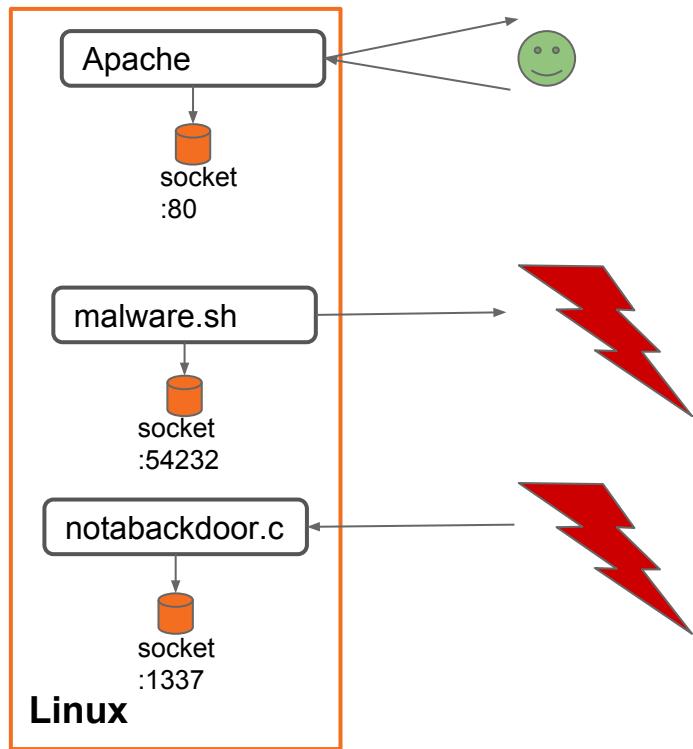 Apache
socket
:80
malware.sh
socket
:54232
notabackdoor.c
socket
:1337
Linux